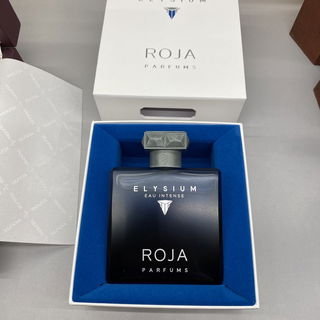 ELYSIUM
ROJA
PARFUMS
ELYSIUM
EAU INTENSE
ROJA
PARFUMS